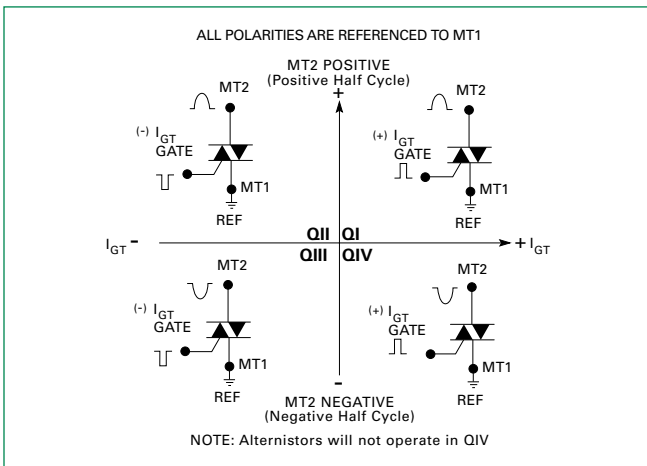 ALL POLARITIES ARE REFERENCED TO MT1
MT2 POSITIVE
(Positive Half Cycle)
+
MT2
(-) IGT
GATE
MT1
REF
MT2
(+) IGT
GATE
MT1
REF
IGT -
QII QI
QIII QIV
+ IGT
MT2
(-) IGT
GATE
MT1
REF
MT2
(+) IGT
GATE
MT1
REF
-
MT2 NEGATIVE
(Negative Half Cycle)
NOTE: Alternistors will not operate in QIV